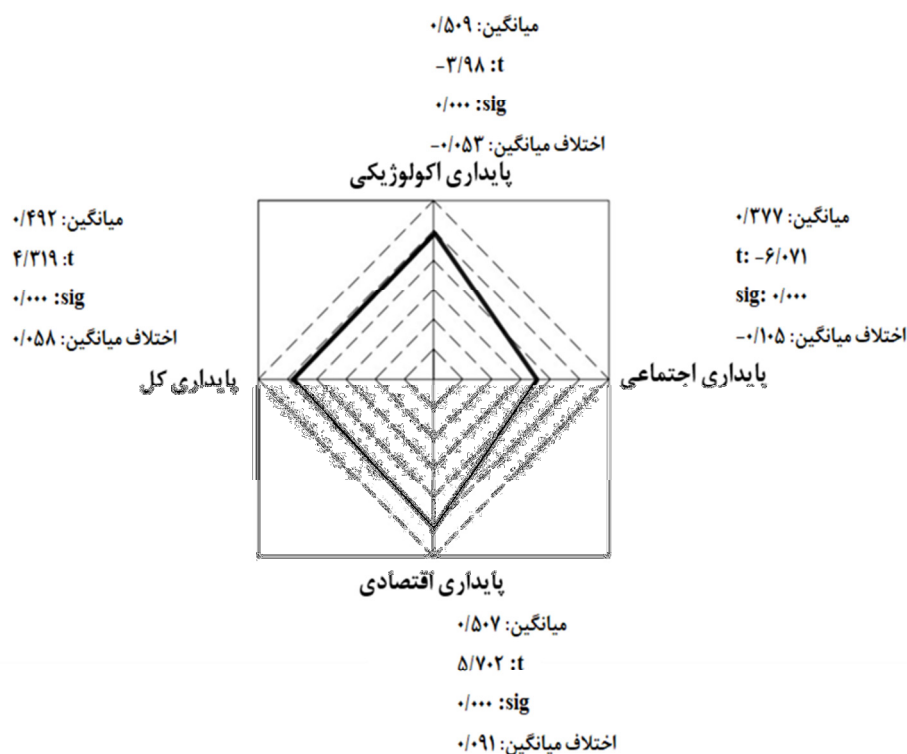 میانگین: ۰/۵۰۹
t: -۳/۹۸
sig: ۰/۰۰۰
اختلاف میانگین: -۰/۰۵۳
پایداری اکولوژیکی
میانگین: ۰/۳۷۷
t: -۶/۰۷۱
sig: ۰/۰۰۰
اختلاف میانگین: -۰/۱۰۵
پایداری اجتماعی
میانگین: ۰/۴۹۲
t: ۴/۳۱۹
sig: ۰/۰۰۰
اختلاف میانگین: ۰/۰۵۸
پایداری کل
پایداری اقتصادی
میانگین: ۰/۵۰۷
t: ۵/۷۰۲
sig: ۰/۰۰۰
اختلاف میانگین: ۰/۰۹۱